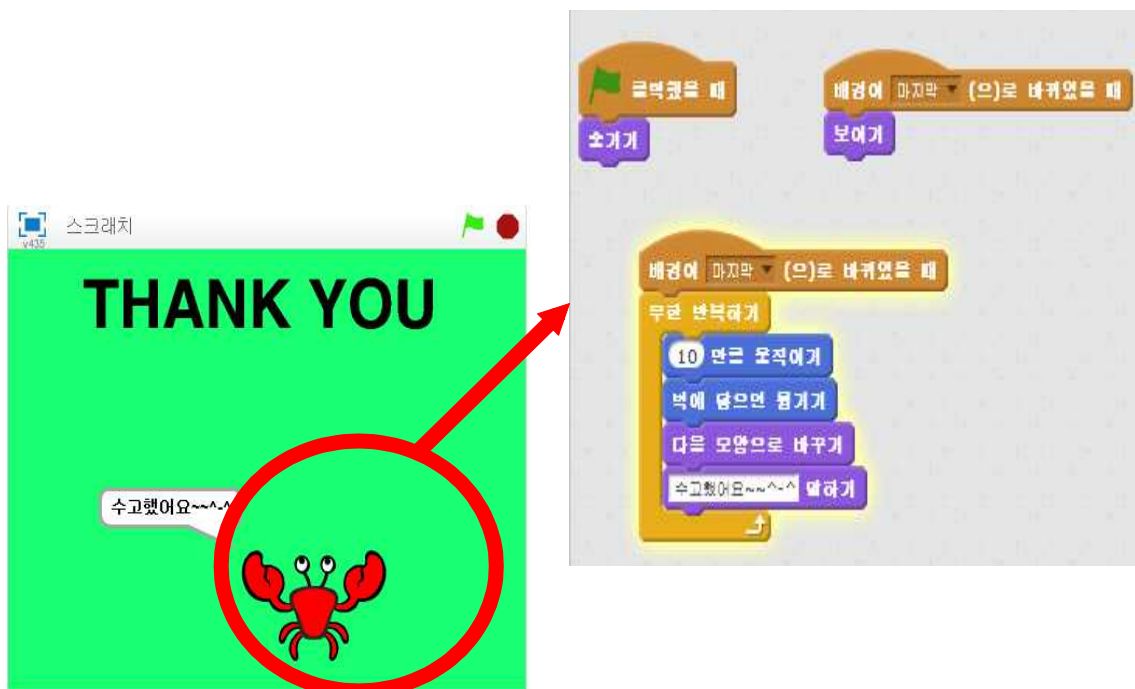 스크래치
v435
THANK YOU
수고했어요~~^-^
클릭했을 때
숨기기
배경이 마지막 (으)로 바뀌었을 때
보이기
배경이 마지막 (으)로 바뀌었을 때
무한 반복하기
10 만큼 움직이기
벽에 닿으면 튕기기
다음 모양으로 바꾸기
수고했어요~~^-^ 말하기